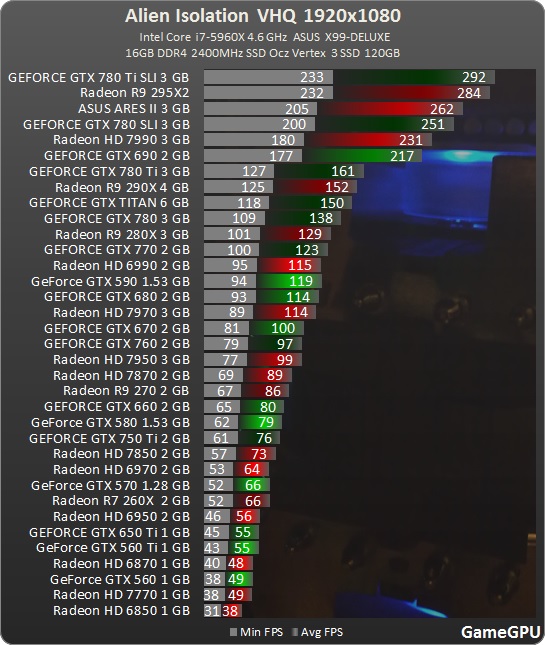 Alien Isolation VHQ 1920x1080
Intel Core i7-5960X 4.6 GHz ASUS X99-DELUXE
16GB DDR4 2400MHz SSD Ocz Vertex 3 SSD 120GB
GEFORCE GTX 780 Ti SLI 3 GB 233 292
Radeon R9 295X2 232 284
ASUS ARES II 3 GB 205 262
GEFORCE GTX 780 SLI 3 GB 200 251
Radeon HD 7990 3 GB 180 231
GEFORCE GTX 690 2 GB 177 217
GEFORCE GTX 780 Ti 3 GB 127 161
Radeon R9 290X 4 GB 125 152
GEFORCE GTX TITAN 6 GB 118 150
GEFORCE GTX 780 3 GB 109 138
Radeon R9 280X 3 GB 101 129
GEFORCE GTX 770 2 GB 100 123
Radeon HD 6990 2 GB 95 115
GeForce GTX 590 1.53 GB 94 119
GEFORCE GTX 680 2 GB 93 114
Radeon HD 7970 3 GB 89 114
GEFORCE GTX 670 2 GB 81 100
GEFORCE GTX 760 2 GB 79 97
Radeon HD 7950 3 GB 77 99
Radeon HD 7870 2 GB 69 89
Radeon R9 270 2 GB 67 86
GEFORCE GTX 660 2 GB 65 80
GeForce GTX 580 1.53 GB 62 79
GEFORCE GTX 750 Ti 2 GB 61 76
Radeon HD 7850 2 GB 57 73
Radeon HD 6970 2 GB 53 64
GeForce GTX 570 1.28 GB 52 66
Radeon R7 260X 2 GB 52 66
Radeon HD 6950 2 GB 46 56
GEFORCE GTX 650 Ti 1 GB 45 55
GeForce GTX 560 Ti 1 GB 43 55
Radeon HD 6870 1 GB 40 48
GeForce GTX 560 1 GB 38 49
Radeon HD 7770 1 GB 38 49
Radeon HD 6850 1 GB 31 38
Min FPS Avg FPS
GameGPU